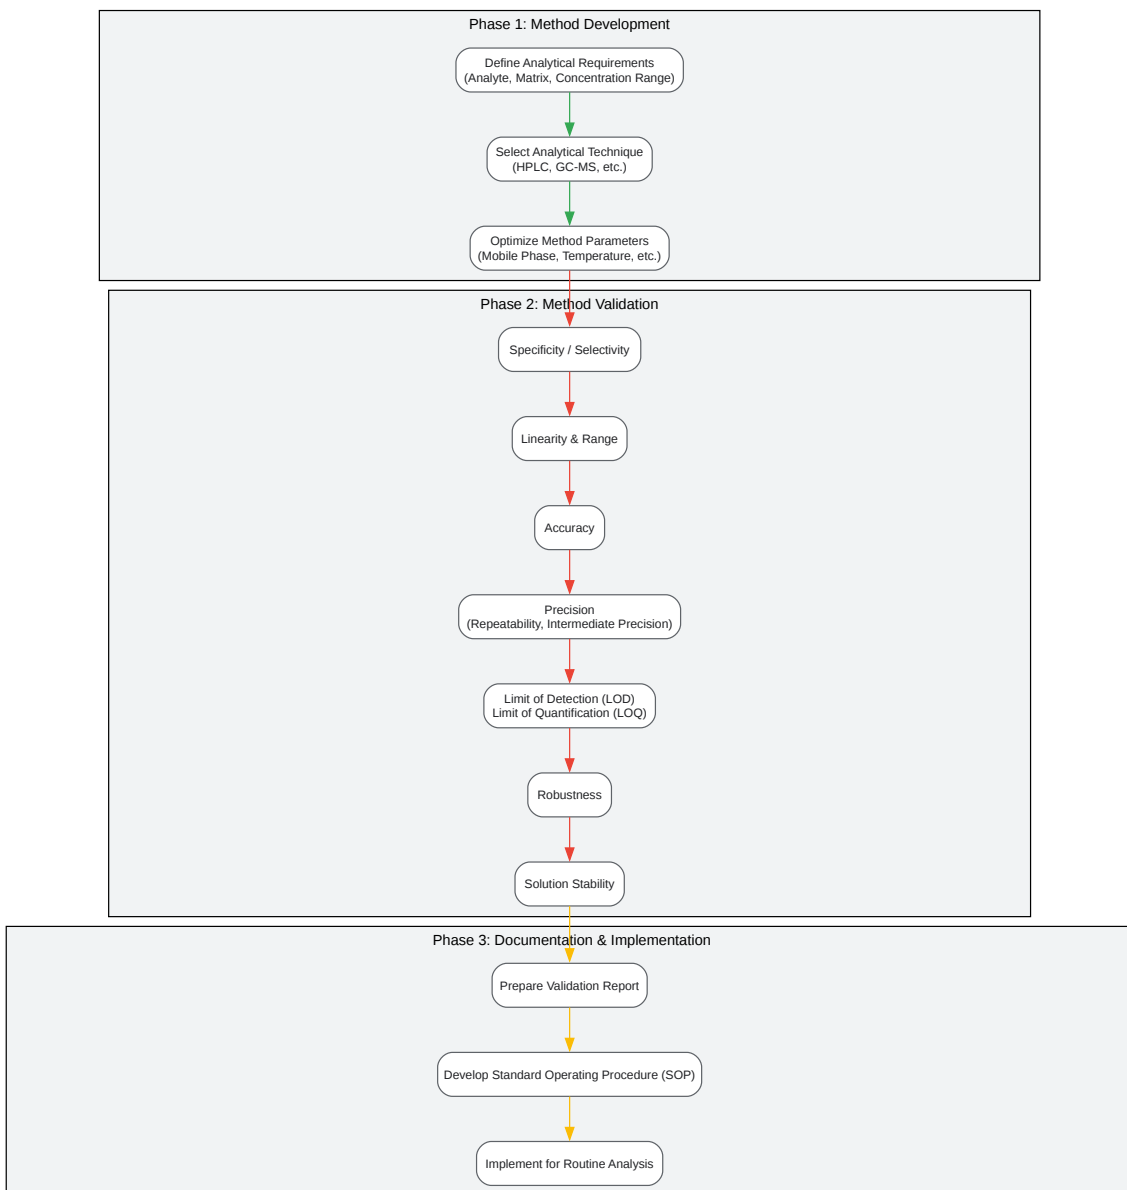 Phase 1: Method Development
Define Analytical Requirements
(Analyte, Matrix, Concentration Range)
Select Analytical Technique
(HPLC, GC-MS, etc.)
Optimize Method Parameters
(Mobile Phase, Temperature, etc.)
Phase 2: Method Validation
Specificity / Selectivity
Linearity & Range
Accuracy
Precision
(Repeatability, Intermediate Precision)
Limit of Detection (LOD)
Limit of Quantification (LOQ)
Robustness
Solution Stability
Phase 3: Documentation & Implementation
Prepare Validation Report
Develop Standard Operating Procedure (SOP)
Implement for Routine Analysis